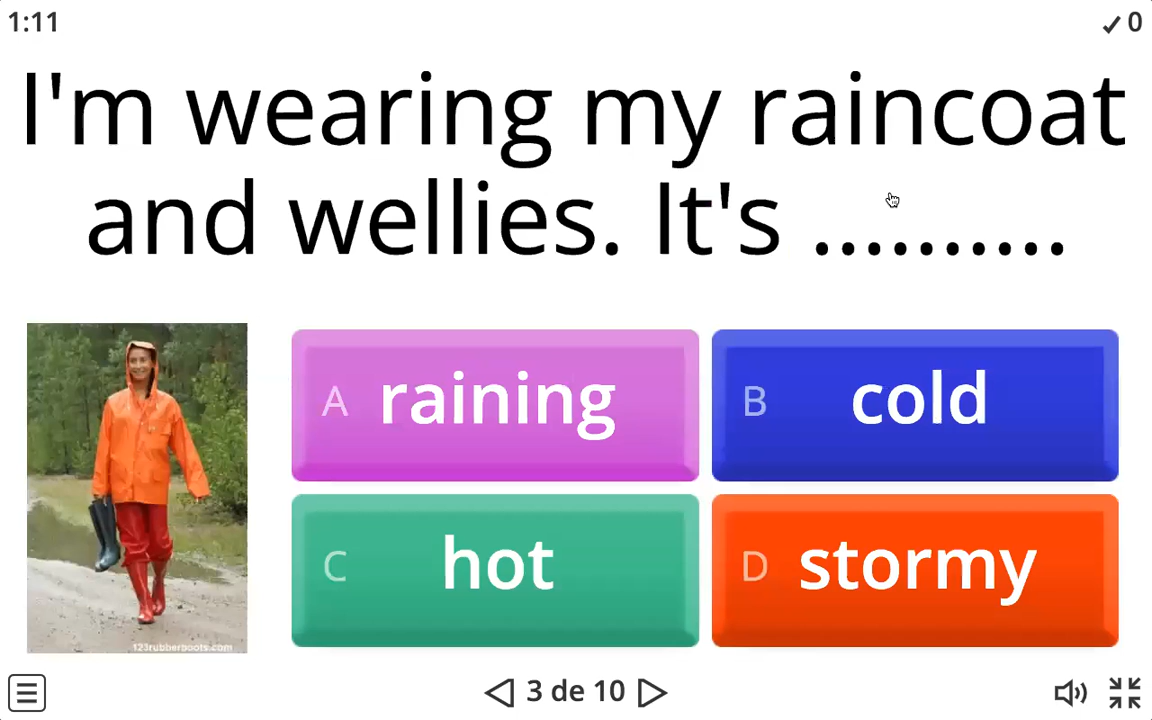 1:11
✓ 0
I'm wearing my raincoat
and wellies. It's ..........
A raining
B cold
C hot
D stormy
123rubberboots.com
3 de 10